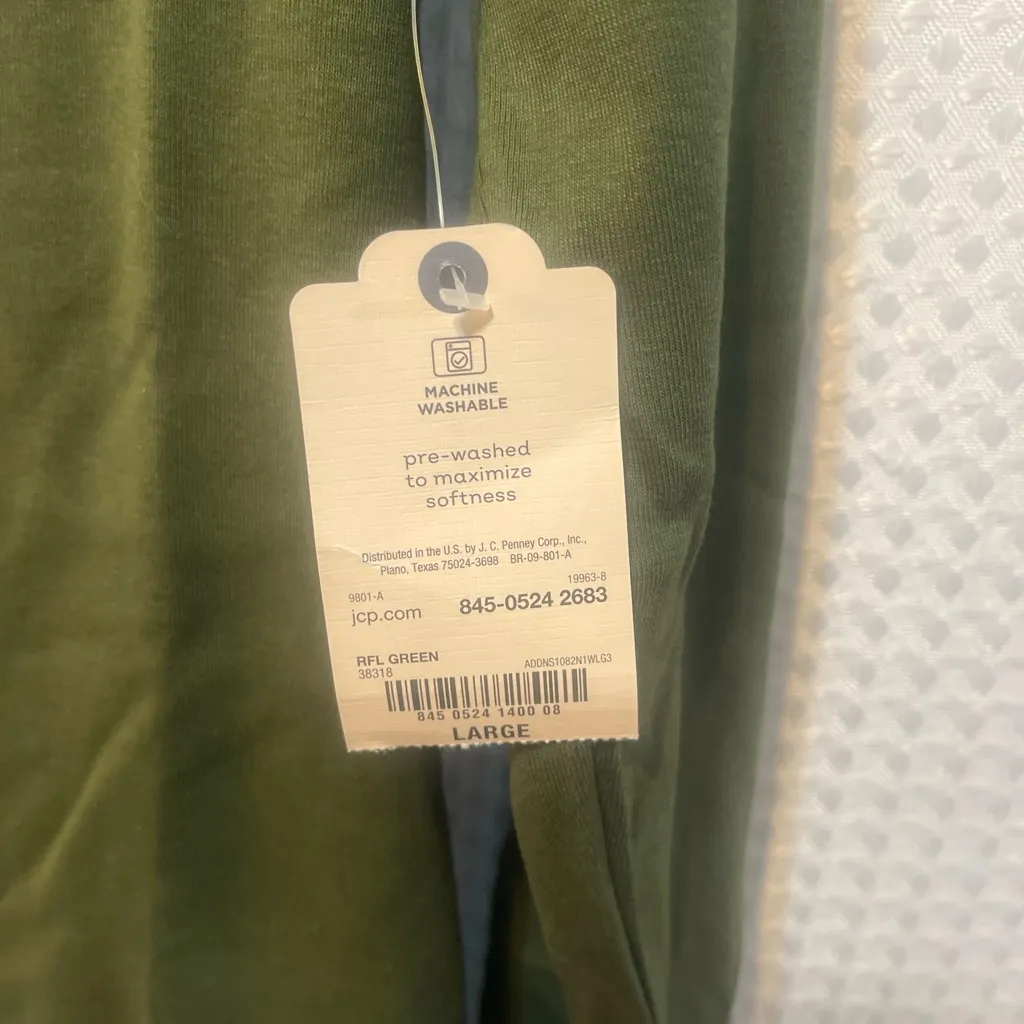 MACHINE
WASHABLE
pre-washed
to maximize
softness
Distributed in the U.S. by J. C. Penney Corp., Inc.,
Plano, Texas 75024-3698 BR-09-801-A
9801-A 19963-8
jcp.com 845-0524 2683
RFL GREEN
38318 ADDNS1082N1WLG3
845 0524 1400 08
LARGE